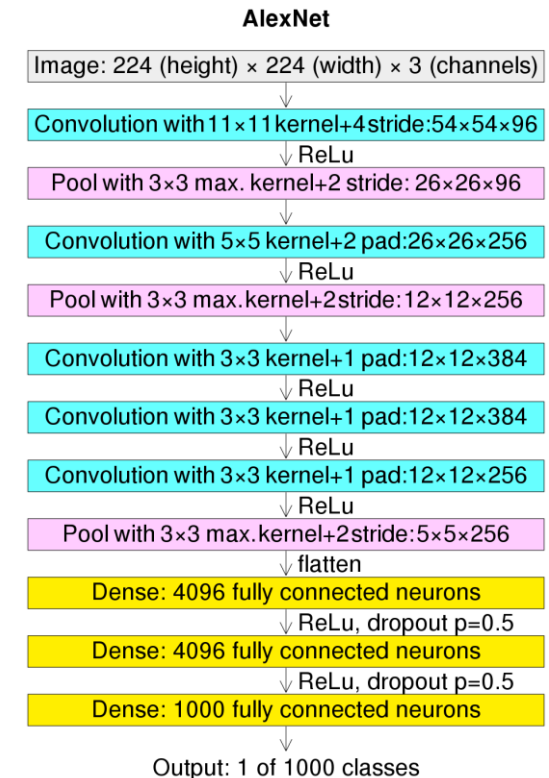 AlexNet
Image: 224 (height) × 224 (width) × 3 (channels)
Convolution with 11×11 kernel+4 stride:54×54×96
ReLu
Pool with 3×3 max. kernel+2 stride: 26×26×96
Convolution with 5×5 kernel+2 pad:26×26×256
ReLu
Pool with 3×3 max.kernel+2stride:12×12×256
Convolution with 3×3 kernel+1 pad:12×12×384
ReLu
Convolution with 3×3 kernel+1 pad:12×12×384
ReLu
Convolution with 3×3 kernel+1 pad:12×12×256
ReLu
Pool with 3×3 max.kernel+2stride:5×5×256
flatten
Dense: 4096 fully connected neurons
ReLu, dropout p=0.5
Dense: 4096 fully connected neurons
ReLu, dropout p=0.5
Dense: 1000 fully connected neurons
Output: 1 of 1000 classes